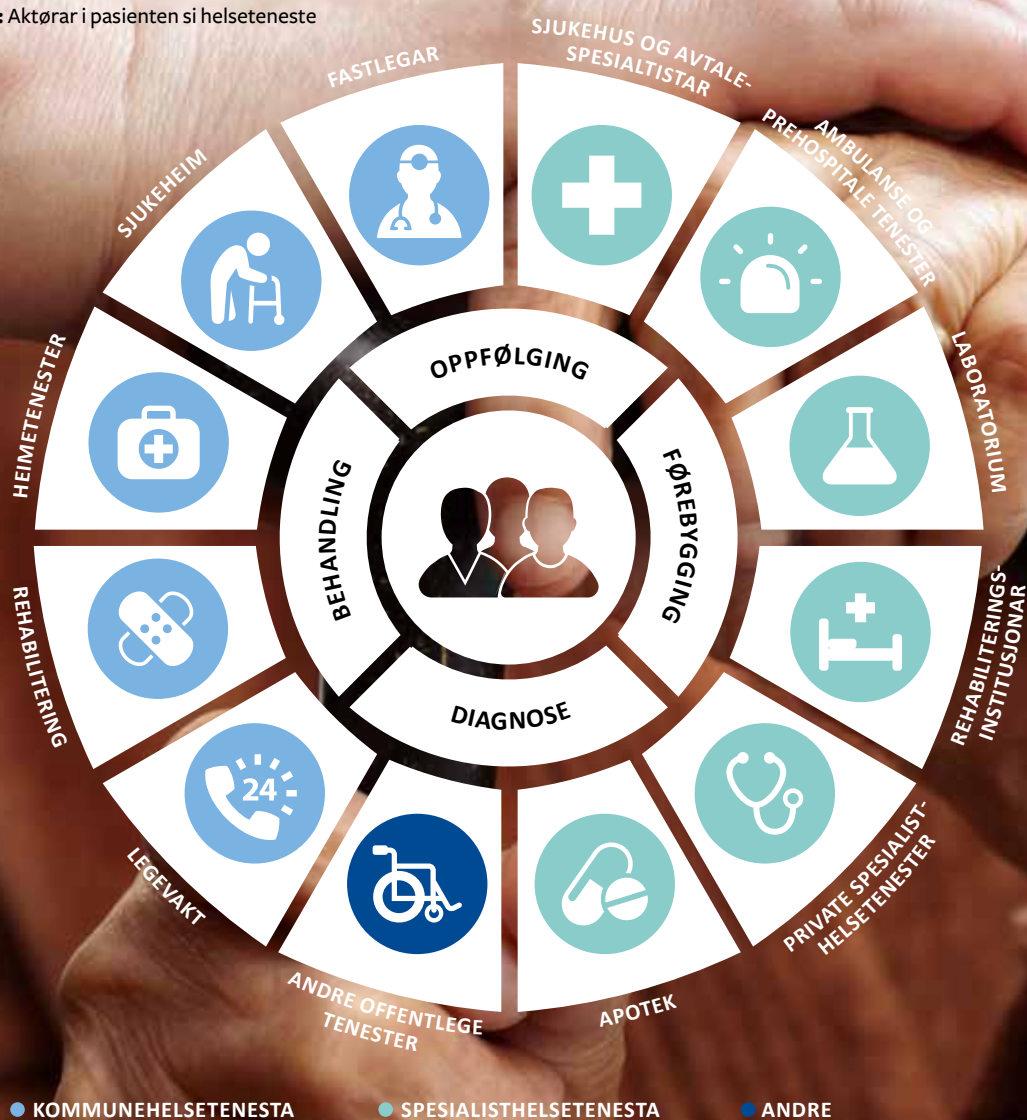 : Aktørar i pasienten si helseteneste
FASTLEGAR
SJUKEHUS OG AVTALE-
SPESIALTISTAR
AMBULANSE OG
PREHOSPITALE TENESTER
LABORATORIUM
REHABILITERINGS-
INSTITUSJONAR
PRIVATE SPESIALIST-
HELSETENESTER
APOTEK
ANDRE OFFENTLEGE
TENESTER
LEGEVAKT
24
REHABILITERING
HEIMETENESTER
SJUKEHEIM
OPPFØLGING
FØREBYGGING
DIAGNOSE
BEHANDLING
KOMMUNEHELSETENESTA
SPESIALISTHELSETENESTA
ANDRE